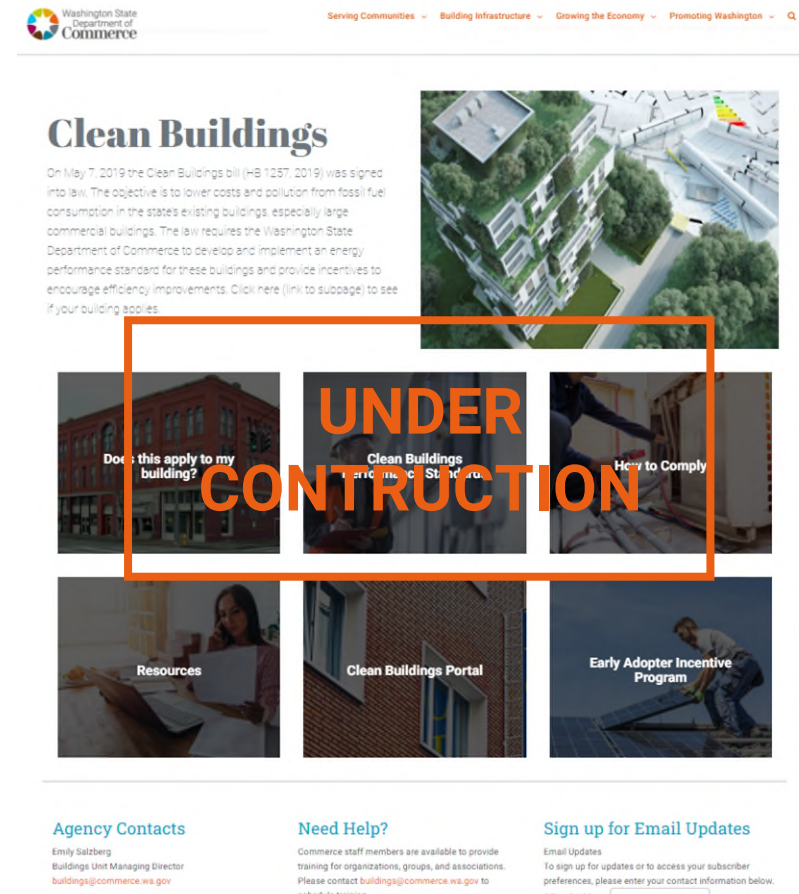 Washington State
Department of
Commerce
Serving Communities
Building Infrastructure
Growing the Economy
Promoting Washington
Clean Buildings
On May 7, 2019 the Clean Buildings bill (HB 1257, 2019) was signed
into law. The objective is to lower costs and pollution from fossil fuel
consumption in the state's existing buildings, especially large
commercial buildings. The law requires the Washington State
Department of Commerce to develop and implement an energy
performance standard for these buildings and provide incentives to
encourage efficiency improvements. Click here (link to subpage) to see
if your building applies.
UNDER
CONTRUCTION
Does this apply to my
building?
Clean Buildings
Performance Standards
How to Comply
Resources
Clean Buildings Portal
Early Adopter Incentive
Program
Agency Contacts
Emily Salzberg
Buildings Unit Managing Director
buildings@commerce.wa.gov
Need Help?
Commerce staff members are available to provide
training for organizations, groups, and associations.
Please contact buildings@commerce.wa.gov to
Sign up for Email Updates
Email Updates
To sign up for updates or to access your subscriber
preferences, please enter your contact information below.